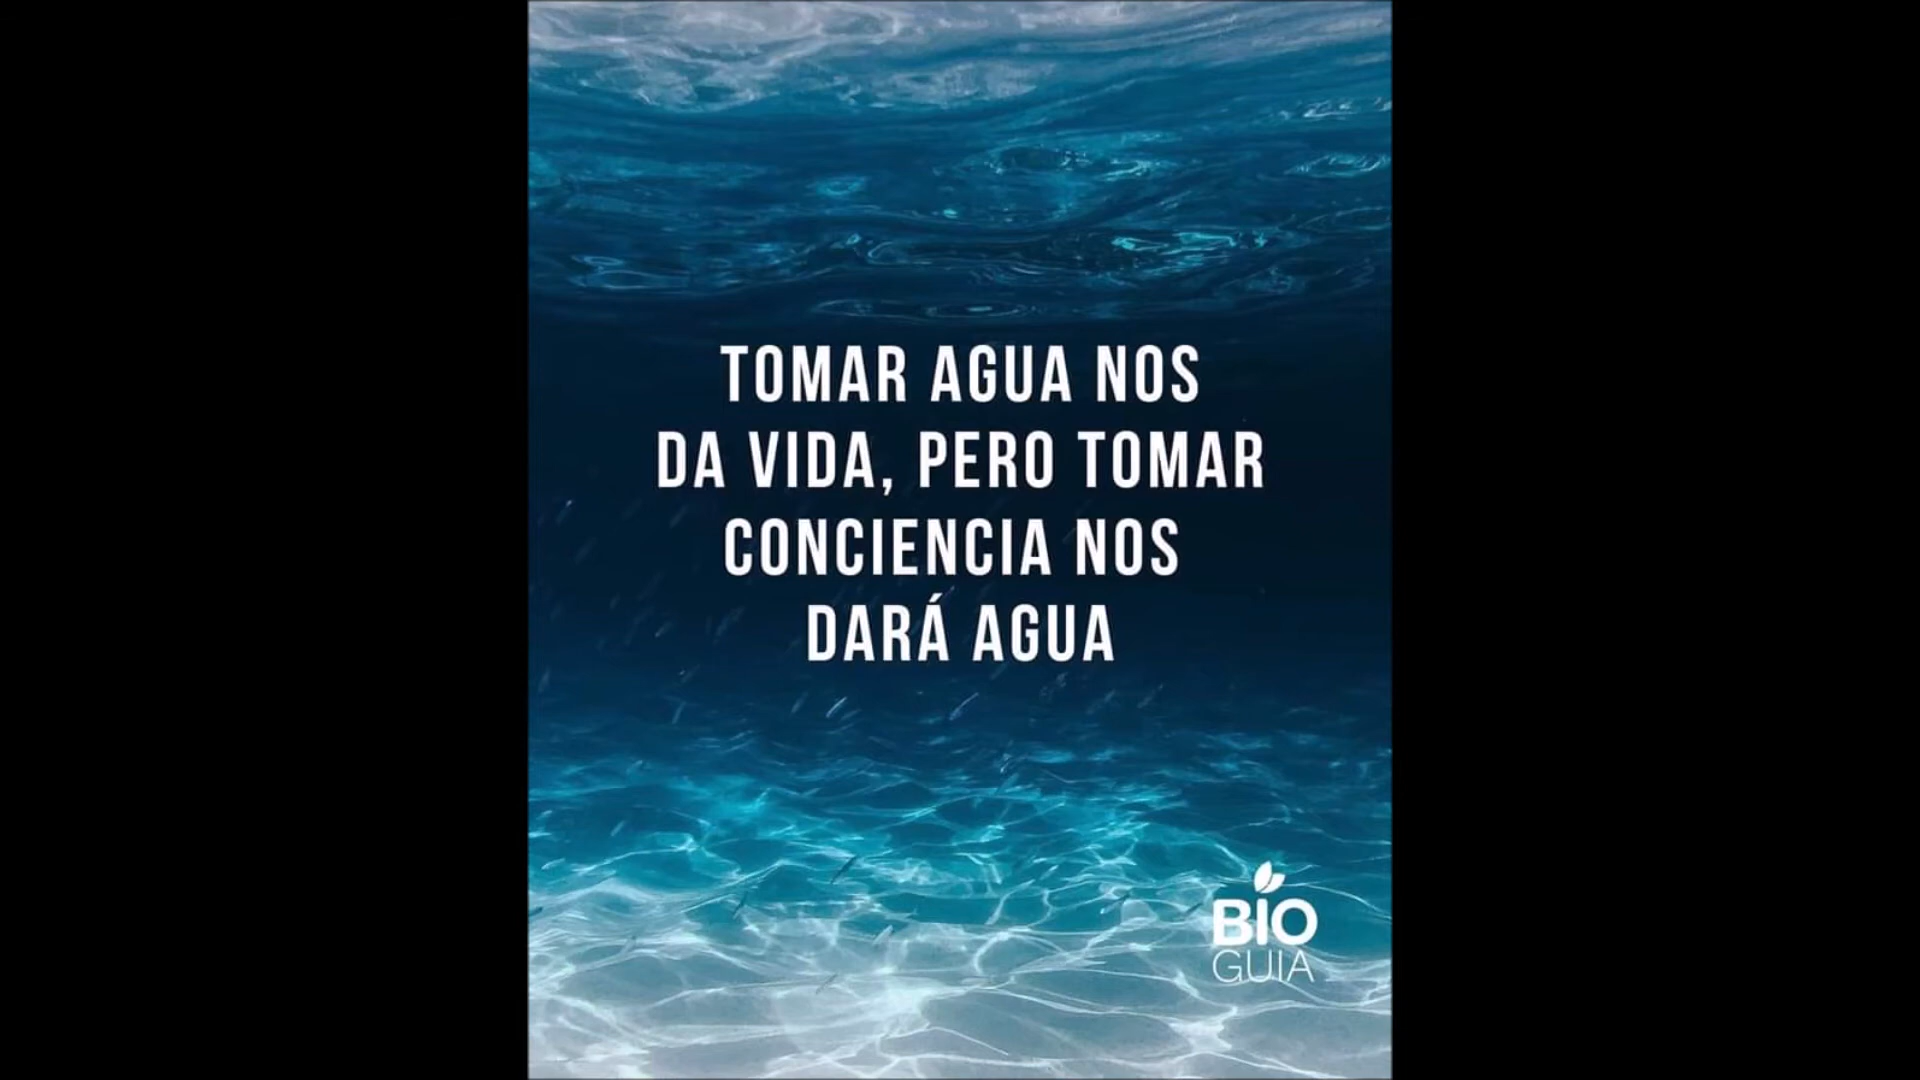 TOMAR AGUA NOS
DA VIDA, PERO TOMAR
CONCIENCIA NOS
DARÁ AGUA
BIO
GUIA